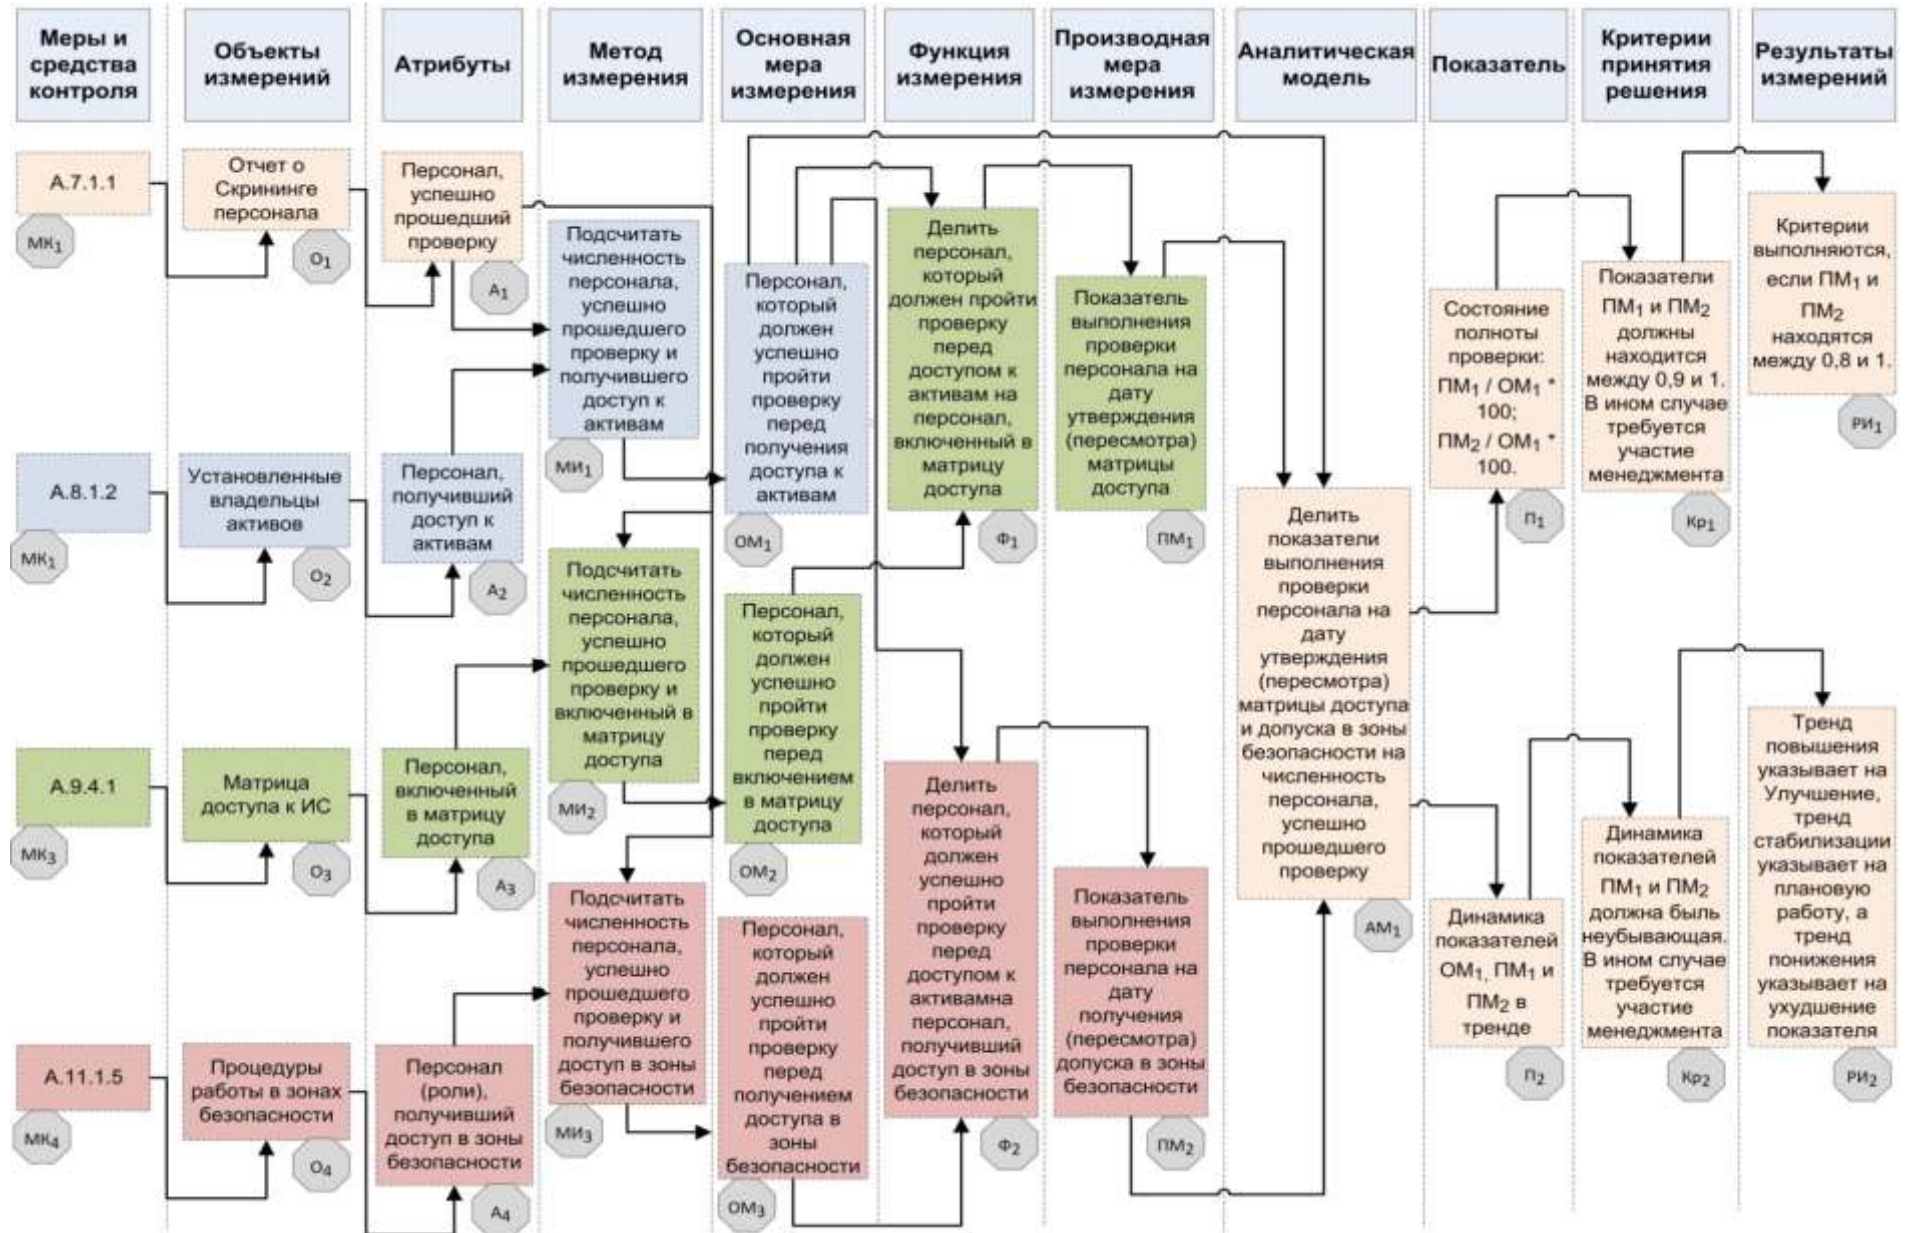 Меры и
средства
контроля
Объекты
измерений
Атрибуты
Метод
измерения
Основная
мера
измерения
Функция
измерения
Производная
мера
измерения
Аналитическая
модель
Показатель
Критерии
принятия
решения
Результаты
измерений
А.7.1.1
МК1
А.8.1.2
МК1
А.9.4.1
МК3
А.11.1.5
МК4
Отчет о
Скрининге
персонала
О1
Установленные
владельцы
активов
О2
Матрица
доступа к ИС
О3
Процедуры
работы в зонах
безопасности
О4
Персонал,
успешно
прошедший
проверку
А1
Персонал,
получивший
доступ к
активам
А2
Персонал,
включенный
в матрицу
доступа
А3
Персонал
(роли),
получивший
доступ в зоны
безопасности
А4
Подсчитать
численность
персонала,
успешно
прошедшего
проверку и
получившего
доступ к
активам
МИ1
Подсчитать
численность
персонала,
успешно
прошедшего
проверку и
включенный в
матрицу
доступа
МИ2
Подсчитать
численность
персонала,
успешно
прошедшего
проверку и
получившего
доступ в зоны
безопасности
МИ3
Персонал,
который
должен
успешно
пройти
проверку
перед
получения
доступа к
активам
ОМ1
Персонал,
который
должен
успешно
пройти
проверку
перед
включением
в матрицу
доступа
ОМ2
Персонал,
который
должен
успешно
пройти
проверку
перед
получением
доступа в
зоны
безопасности
ОМ3
Делить
персонал,
который
должен пройти
проверку
перед
доступом к
активам на
персонал,
включенный в
матрицу
доступа
Ф1
Делить
персонал,
который
должен
успешно
пройти
проверку
перед
доступом к
активамна
персонал,
получивший
доступ в зоны
безопасности
Ф2
Показатель
выполнения
проверки
персонала на
дату
утверждения
(пересмотра)
матрицы
доступа
ПМ1
Показатель
выполнения
проверки
персонала на
дату
получения
(пересмотра)
допуска в зоны
безопасности
ПМ2
Делить
показатели
выполнения
проверки
персонала на
дату
утверждения
(пересмотра)
матрицы доступа
и допуска в зоны
безопасности на
численность
персонала,
успешно
прошедшего
проверку
АМ1
Состояние
полноты
проверки:
ПМ1 / ОМ1 *
100;
ПМ2 / ОМ1 *
100.
П1
Динамика
показателей
ОМ1, ПМ1 и
ПМ2 в
тренде
П2
Показатели
ПМ1 и ПМ2
должны
находится
между 0,9 и 1.
В ином случае
требуется
участие
менеджмента
Кр1
Динамика
показателей
ПМ1 и ПМ2
должна быль
неубывающая.
В ином случае
требуется
участие
менеджмента
Кр2
Критерии
выполняются,
если ПМ1 и
ПМ2
находятся
между 0,8 и 1.
РИ1
Тренд
повышения
указывает на
Улучшение,
тренд
стабилизации
указывает на
плановую
работу, а
тренд
понижения
указывает на
ухудшение
показателя
РИ2